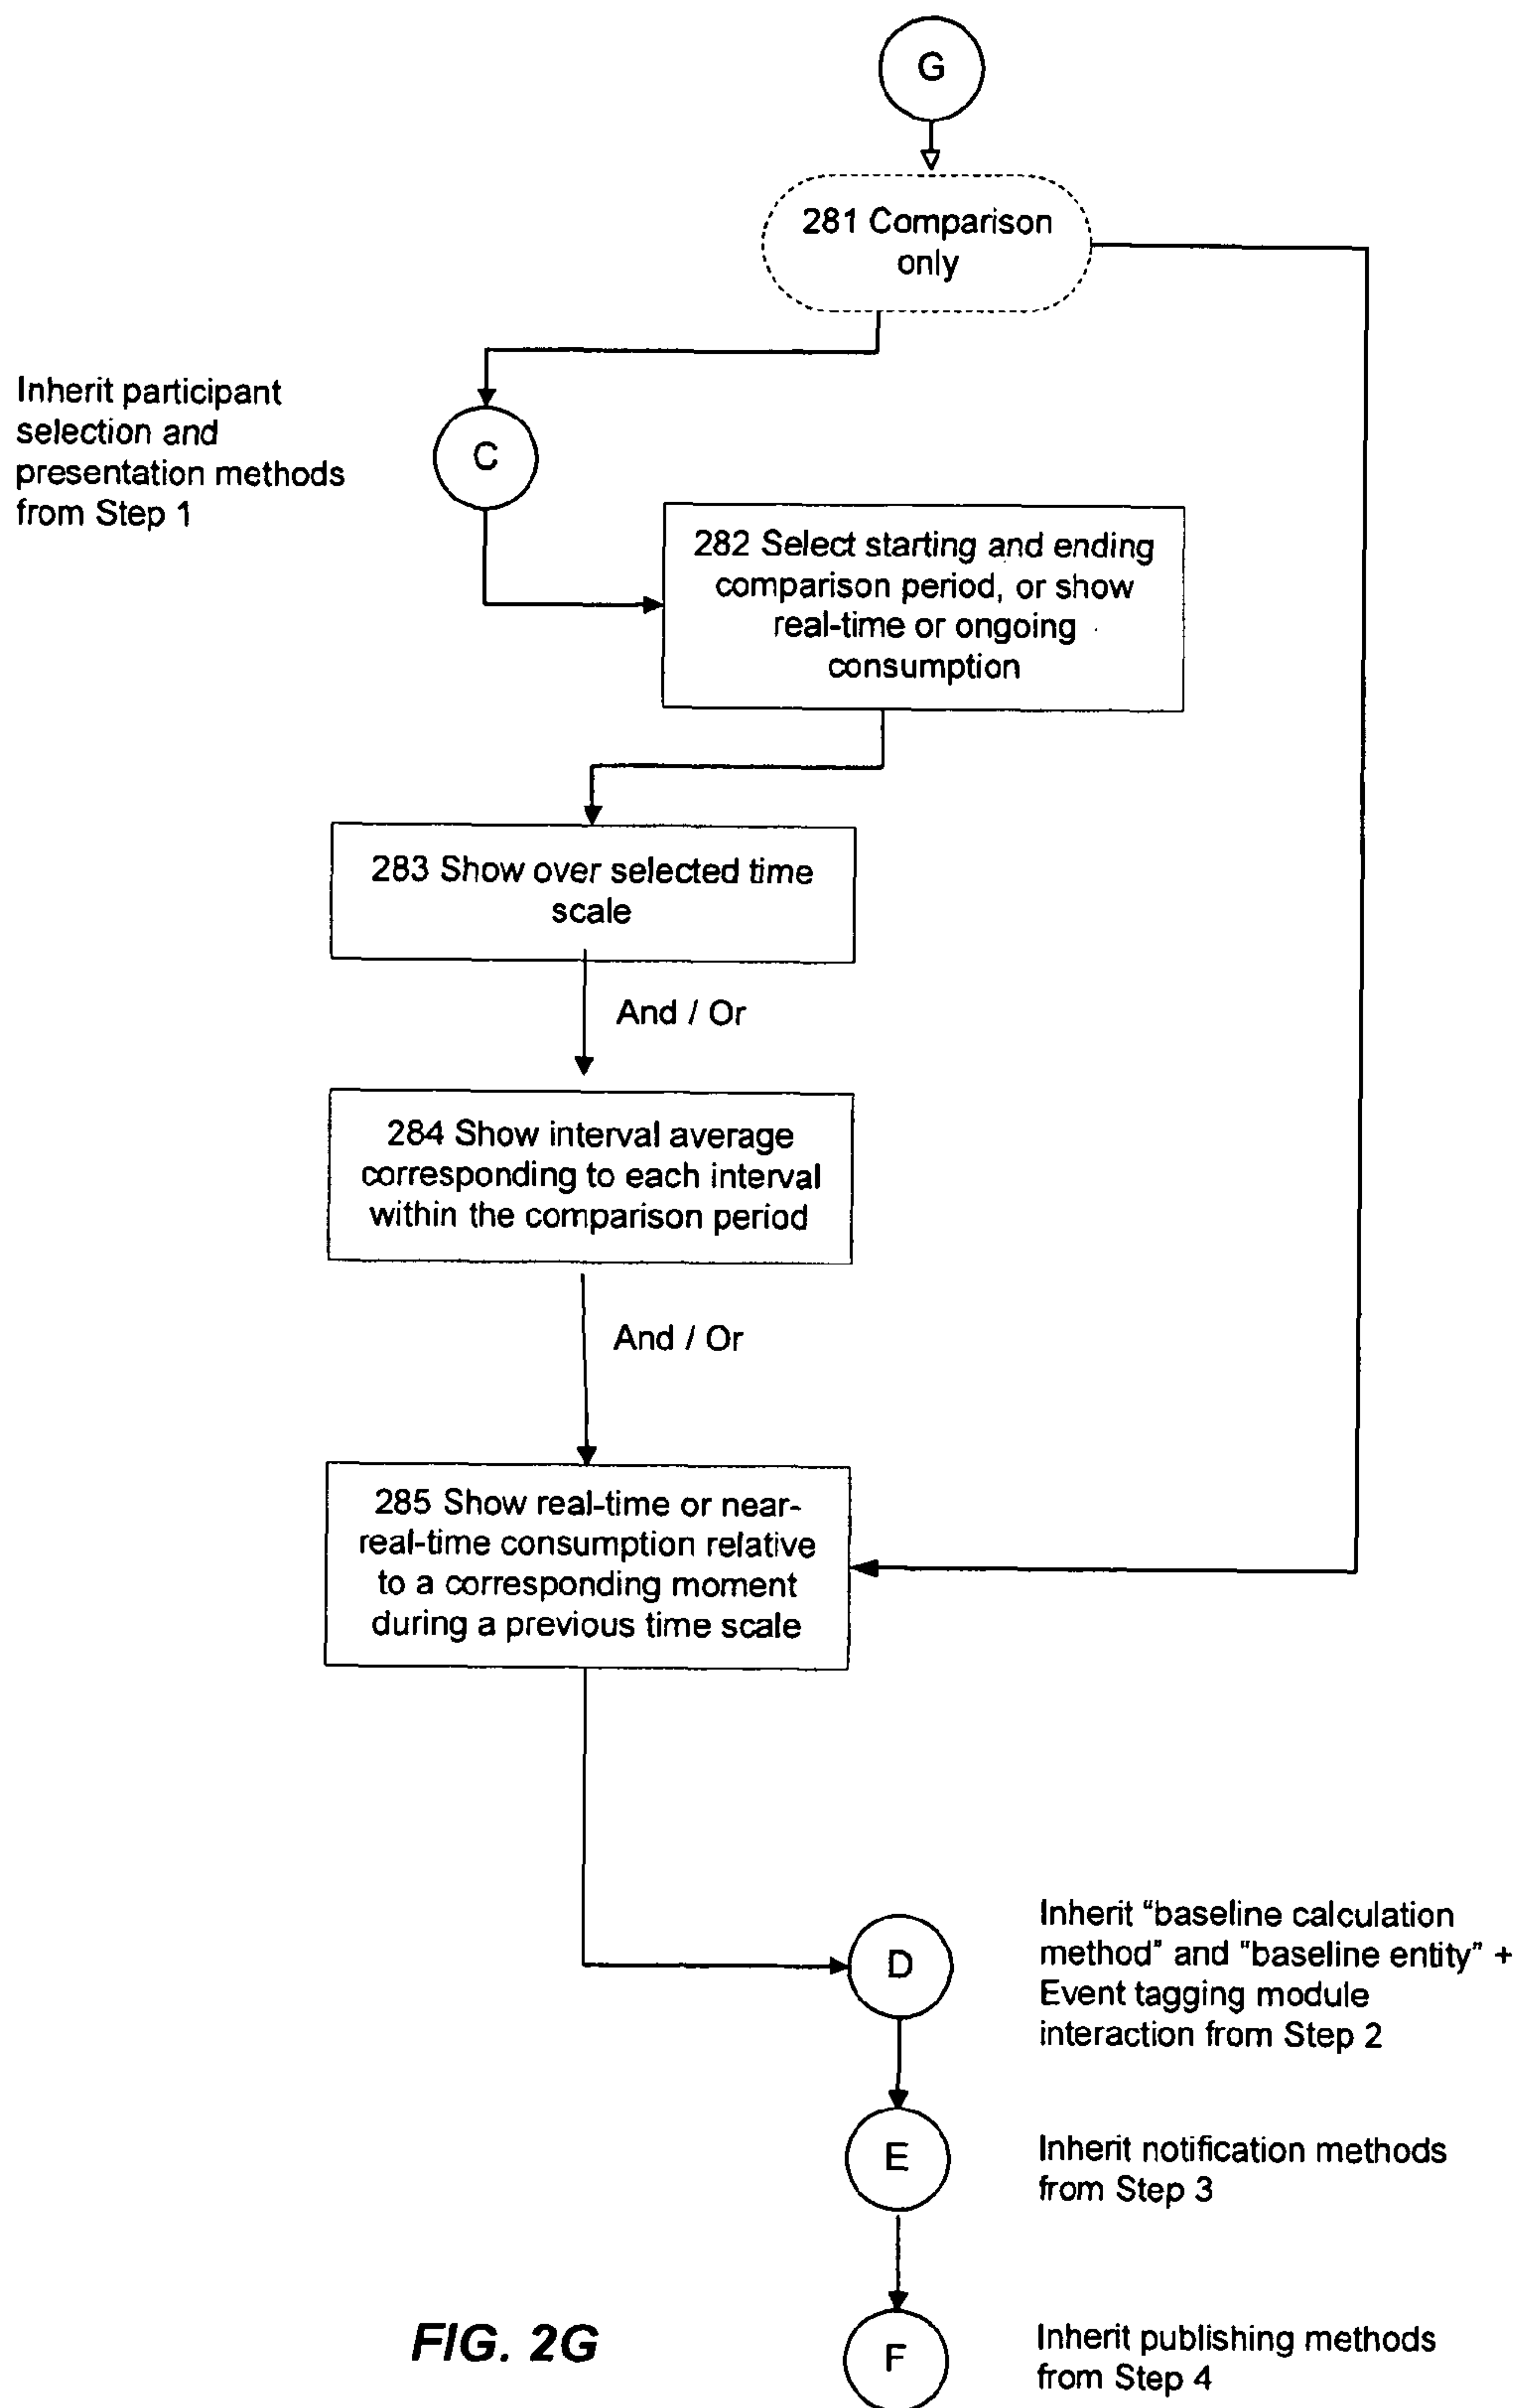 G
281 Comparison
only
Inherit participant
selection and
presentation methods
from Step 1
C
282 Select starting and ending
comparison period, or show
real-time or ongoing
consumption
283 Show over selected time
scale
And / Or
284 Show interval average
corresponding to each interval
within the comparison period
And / Or
285 Show real-time or near-
real-time consumption relative
to a corresponding moment
during a previous time scale
D
Inherit "baseline calculation
method" and "baseline entity" +
Event tagging module
interaction from Step 2
E
Inherit notification methods
from Step 3
F
Inherit publishing methods
from Step 4
FIG. 2G